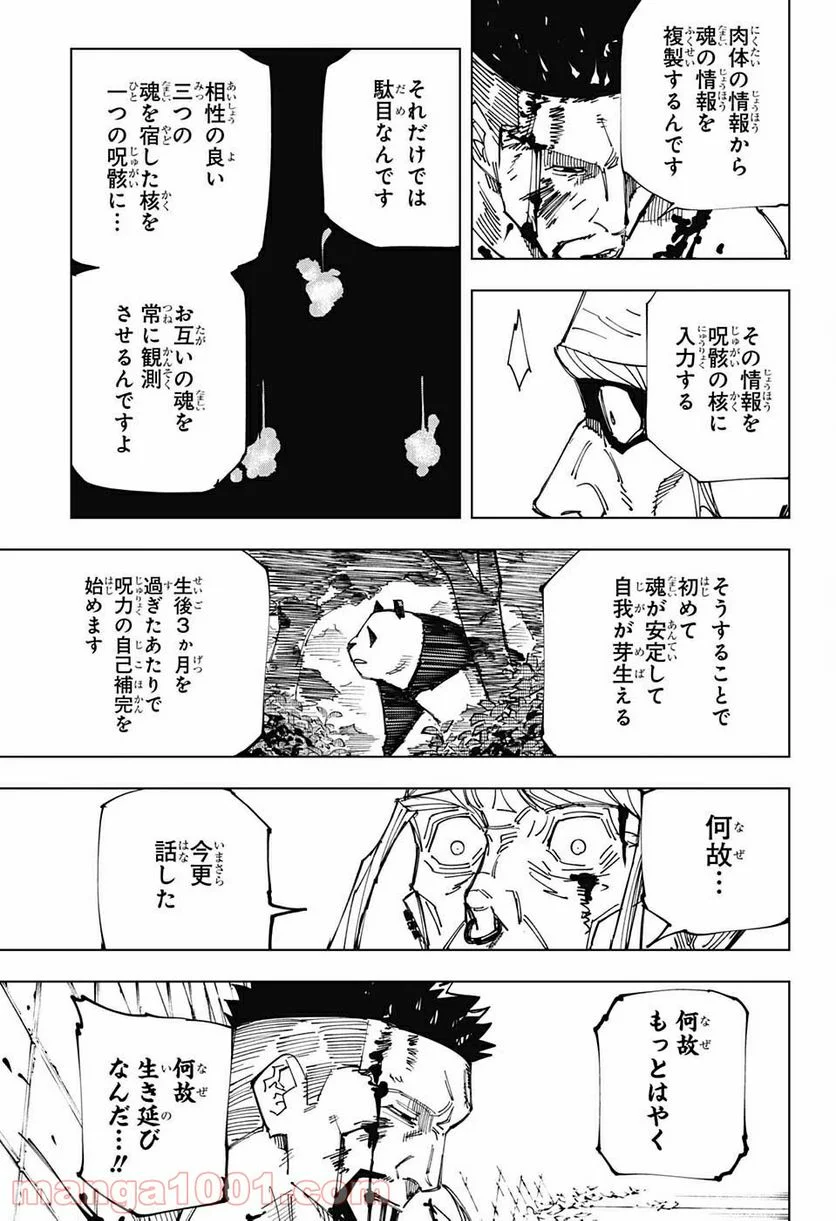 肉体の情報から
魂の情報を
複製するんです
その情報を
呪骸の核に
入力する
それだけでは
駄目なんです
相性の良い
三つの
魂を宿した核を
一つの呪骸に…
お互いの魂を
常に観測
させるんですよ
そうすることで
初めて
魂が安定して
自我が芽生える
生後3か月を
過ぎたあたりで
呪力の自己補完を
始めます
何故…
今更
話した
何故
もっとはやく
何故
生き延び
なんだ…!!
manga1001.com